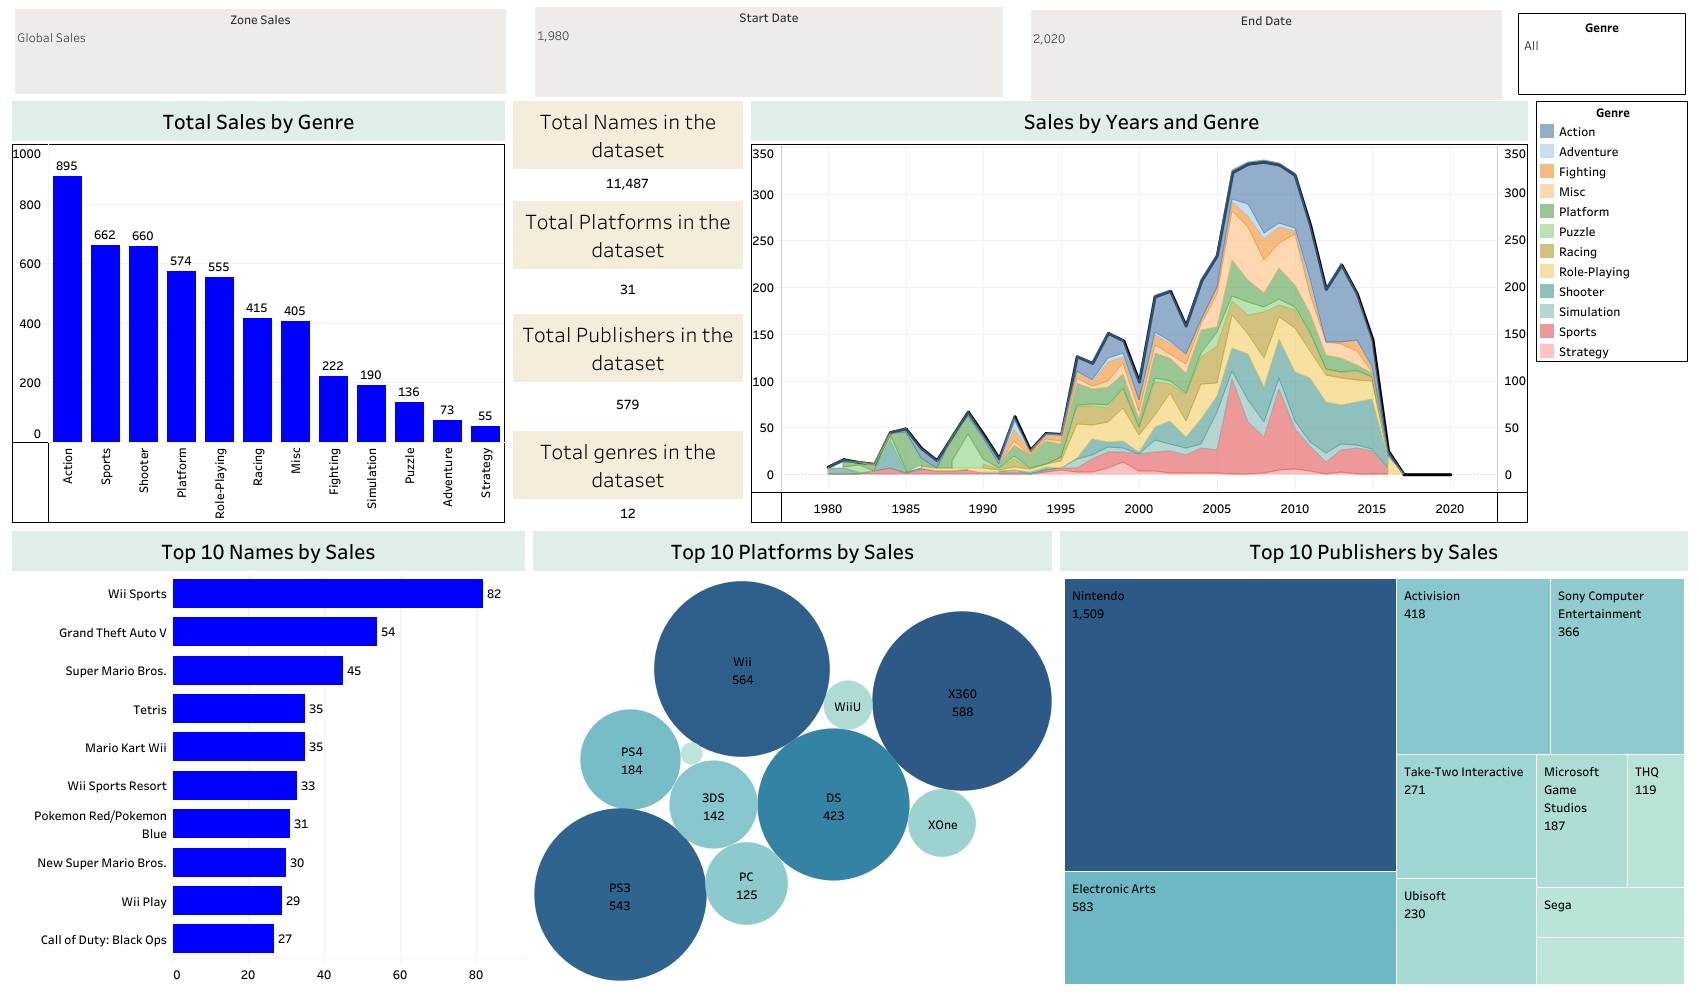 Zone Sales
Global Sales
Start Date
1,980
End Date
2,020
Genre
All
Total Sales by Genre
1000
800
600
400
200
0
895
662
660
574
555
415
405
222
190
136
73
55
Action
Sports
Shooter
Platform
Role-Playing
Racing
Misc
Fighting
Simulation
Puzzle
Adventure
Strategy
Total Names in the
dataset
11,487
Total Platforms in the
dataset
31
Total Publishers in the
dataset
579
Total genres in the
dataset
12
Sales by Years and Genre
350
300
250
200
150
100
50
0
350
300
250
200
150
100
50
0
1980
1985
1990
1995
2000
2005
2010
2015
2020
Genre
Action
Adventure
Fighting
Misc
Platform
Puzzle
Racing
Role-Playing
Shooter
Simulation
Sports
Strategy
Top 10 Names by Sales
Wii Sports
82
Grand Theft Auto V
54
Super Mario Bros.
45
Tetris
35
Mario Kart Wii
35
Wii Sports Resort
33
Pokemon Red/Pokemon
Blue
31
New Super Mario Bros.
30
Wii Play
29
Call of Duty: Black Ops
27
0
20
40
60
80
Top 10 Platforms by Sales
Wii
564
X360
588
WiiU
PS4
184
3DS
142
DS
423
XOne
PS3
543
PC
125
Top 10 Publishers by Sales
Nintendo
1,509
Electronic Arts
583
Activision
418
Sony Computer
Entertainment
366
Take-Two Interactive
271
Microsoft
Game
Studios
187
THQ
119
Ubisoft
230
Sega